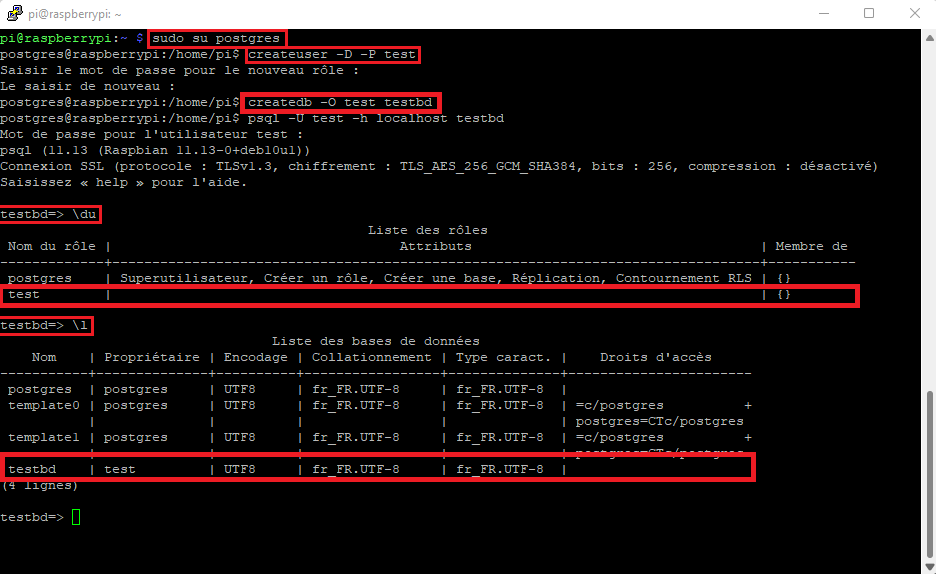 pi@raspberrypi: ~
pi@raspberrypi:~ $ sudo su postgres
postgres@raspberrypi:/home/pi$ createuser -D -P test
Saisir le mot de passe pour le nouveau rôle :
Le saisir de nouveau :
postgres@raspberrypi:/home/pi$ createdb -O test testbd
postgres@raspberrypi:/home/pi$ psql -U test -h localhost testbd
Mot de passe pour l'utilisateur test :
psql (11.13 (Raspbian 11.13-0+deb10u1))
Connexion SSL (protocole : TLSv1.3, chiffrement : TLS_AES_256_GCM_SHA384, bits : 256, compression : désactivé)
Saisissez « help » pour l'aide.
testbd=> \du
Liste des rôles
Nom du rôle | Attributs | Membre de
-------------+---------------------------------------------------------------------------------+-----------
postgres | Superutilisateur, Créer un rôle, Créer une base, Réplication, Contournement RLS | {}
test | | {}
testbd=> \l
Liste des bases de données
Nom | Propriétaire | Encodage | Collationnement | Type caract. | Droits d'accès
-----------+--------------+----------+-----------------+--------------+-----------------------
postgres | postgres | UTF8 | fr_FR.UTF-8 | fr_FR.UTF-8 |
template0 | postgres | UTF8 | fr_FR.UTF-8 | fr_FR.UTF-8 | =c/postgres +
| | | | | postgres=CTc/postgres
template1 | postgres | UTF8 | fr_FR.UTF-8 | fr_FR.UTF-8 | =c/postgres +
| | | | | postgres=CTc/postgres
testbd | test | UTF8 | fr_FR.UTF-8 | fr_FR.UTF-8 |
(4 lignes)
testbd=>